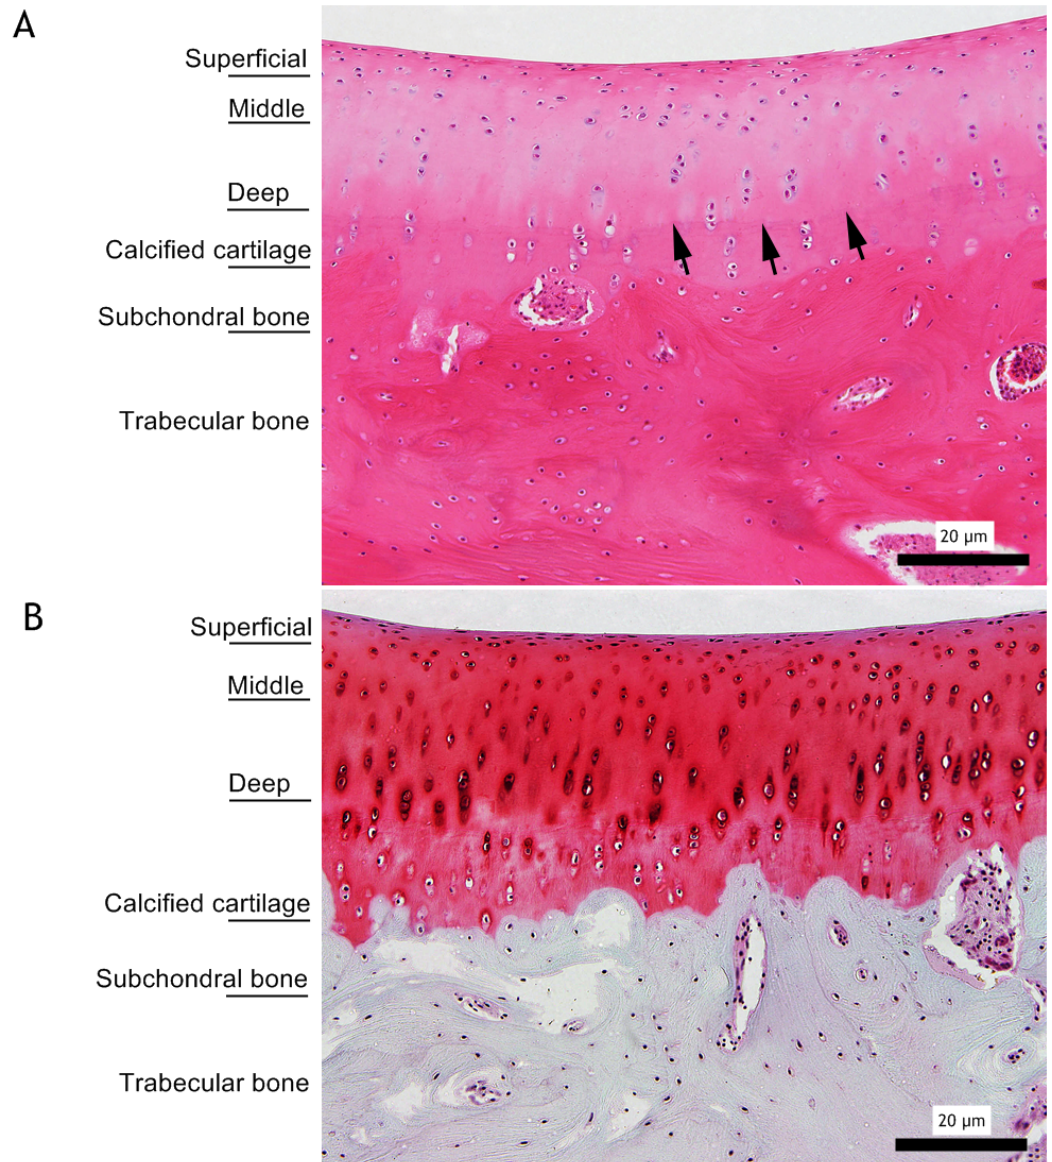 A
Superficial
Middle
Deep
Calcified cartilage
Subchondral bone
Trabecular bone
20 µm
B
Superficial
Middle
Deep
Calcified cartilage
Subchondral bone
Trabecular bone
20 µm